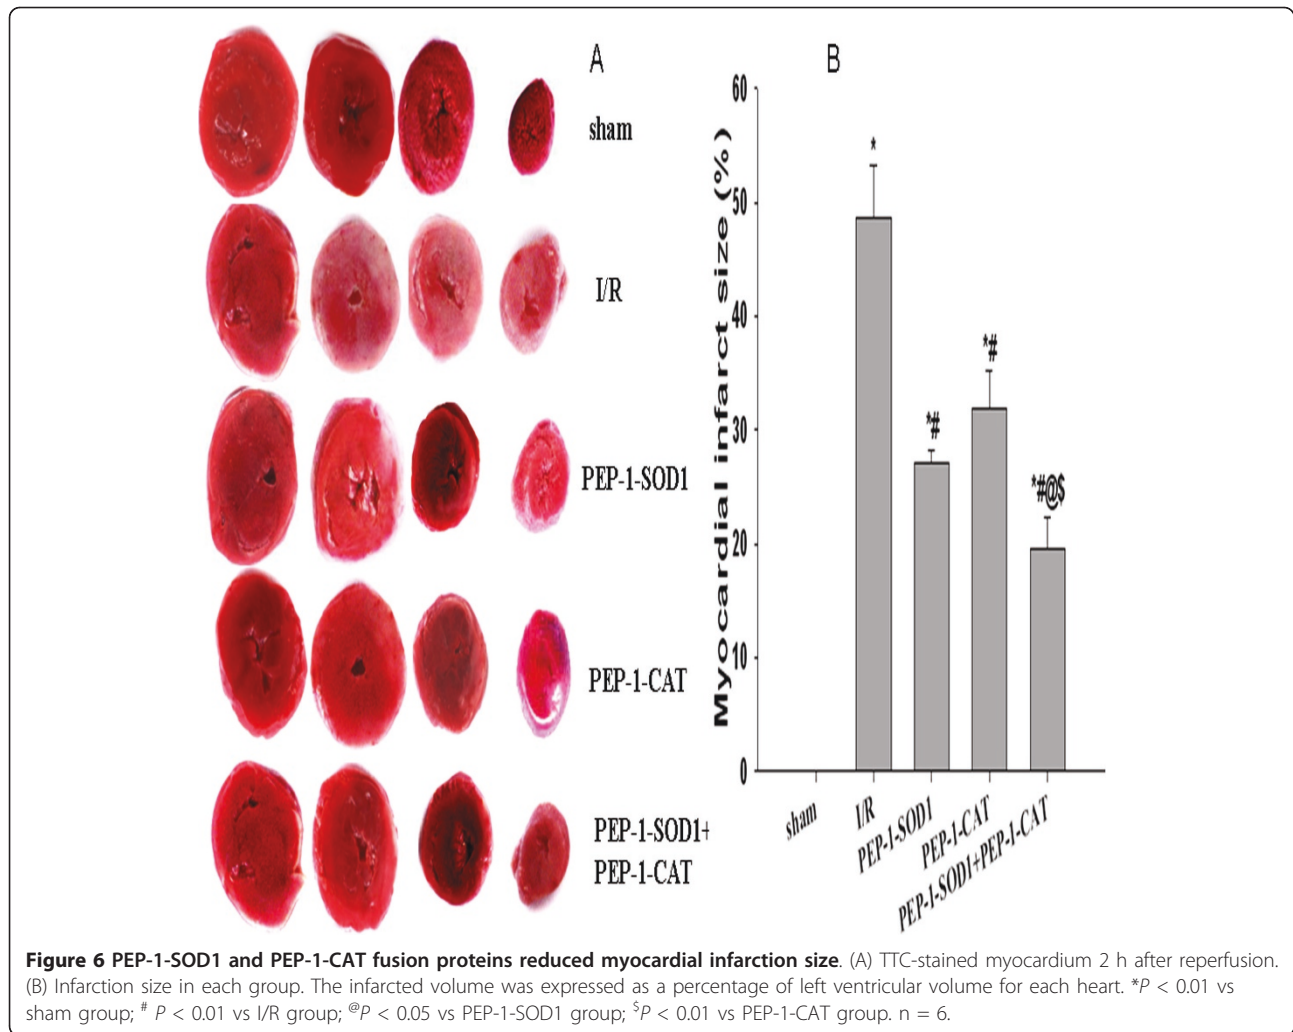 A
sham
I/R
PEP-1-SOD1
PEP-1-CAT
PEP-1-SOD1+
PEP-1-CAT
B
Myocardial infarct size (%)
60
50
40
30
20
10
0
*
*#
*#
*#@$
sham
I/R
PEP-1-SOD1
PEP-1-CAT
PEP-1-SOD1+PEP-1-CAT
Figure 6 PEP-1-SOD1 and PEP-1-CAT fusion proteins reduced myocardial infarction size. (A) TTC-stained myocardium 2 h after reperfusion.
(B) Infarction size in each group. The infarcted volume was expressed as a percentage of left ventricular volume for each heart. *P < 0.01 vs
sham group; # P < 0.01 vs I/R group; @P < 0.05 vs PEP-1-SOD1 group; $P < 0.01 vs PEP-1-CAT group. n = 6.